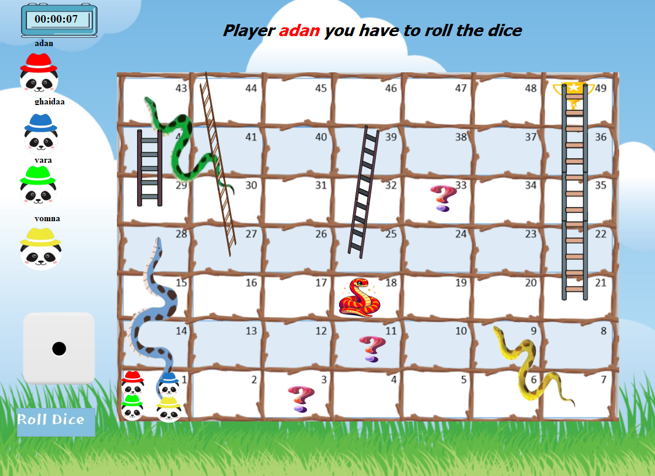 00:00:07
Player adan you have to roll the dice
adan
ghaidaa
vara
vomna
43 44 45 46 47 48 49
41 40 39 38 37 36
29 30 31 32 33 34 35
28 27 26 25 24 23 22
15 16 17 18 19 20 21
14 13 12 11 10 9 8
1 2 3 4 5 6 7
Roll Dice